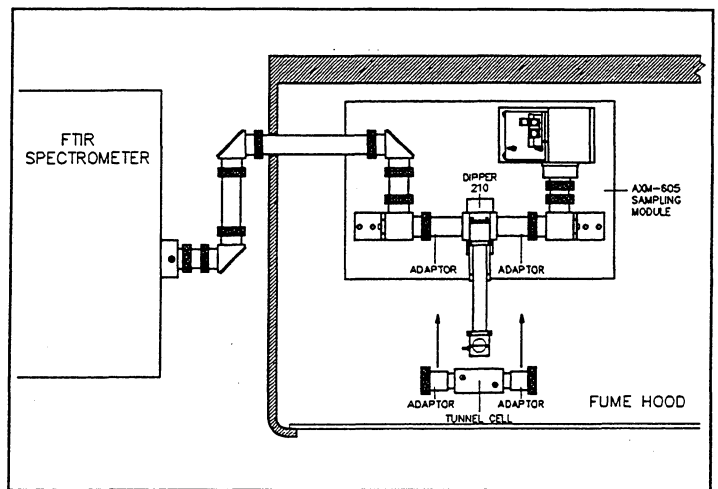 FTIR
SPECTROMETER
DIPPER
210
AXM-605
SAMPLING
MODULE
ADAPTOR
ADAPTOR
ADAPTOR
ADAPTOR
TUNNEL CELL
FUME HOOD